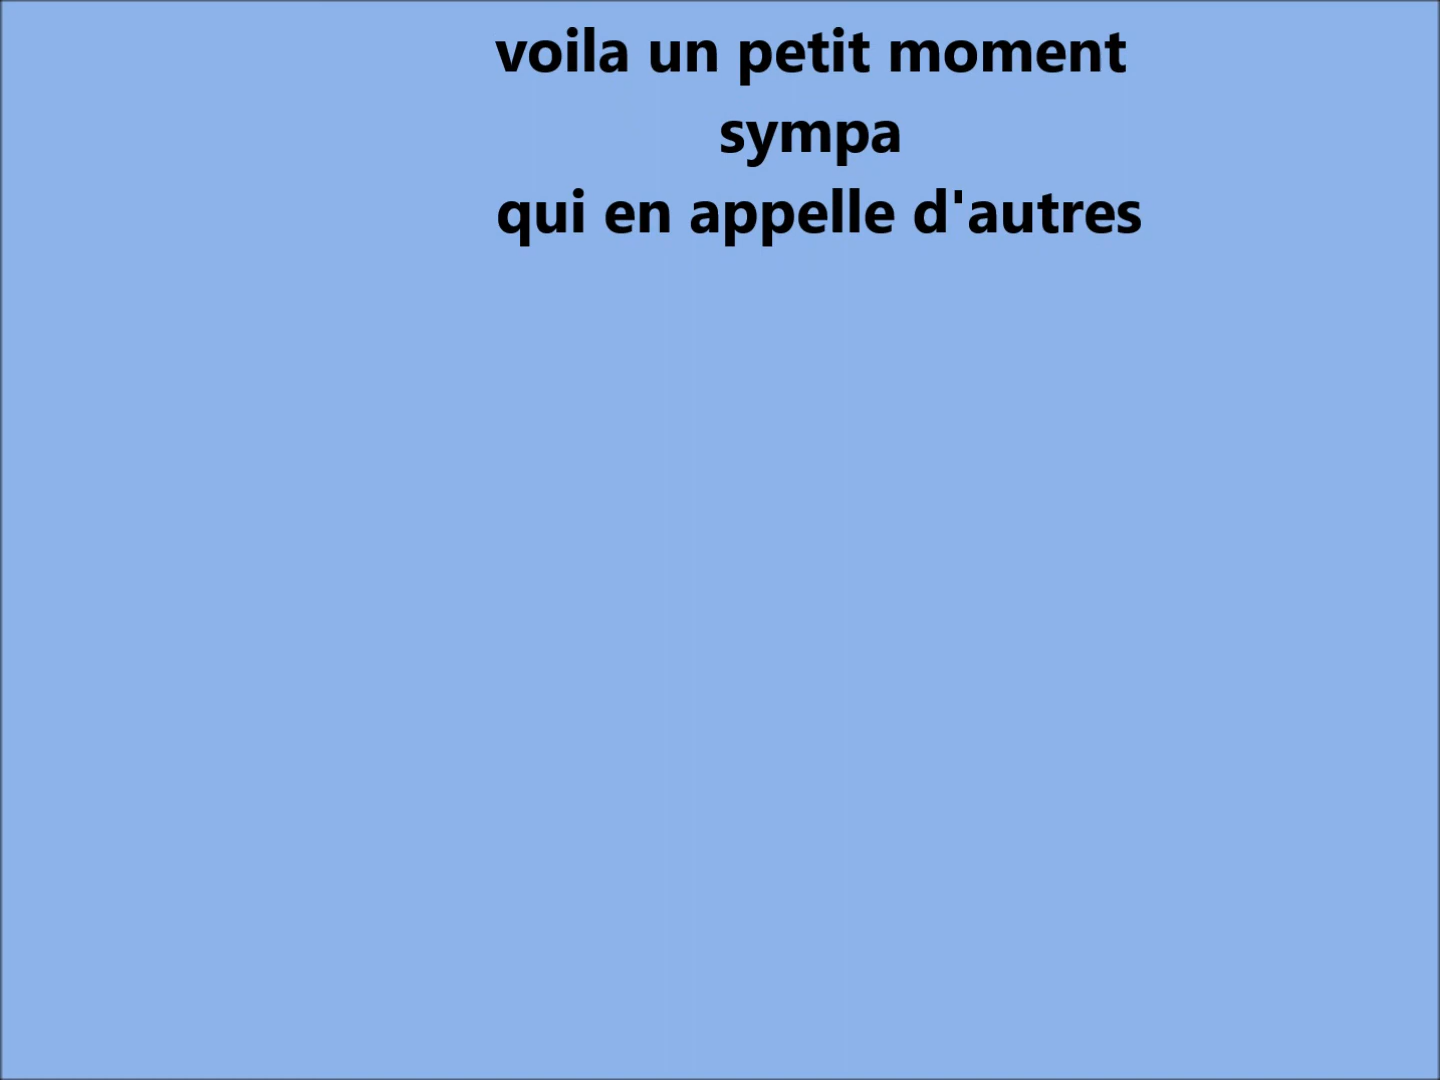 voila un petit moment
sympa
qui en appelle d'autres